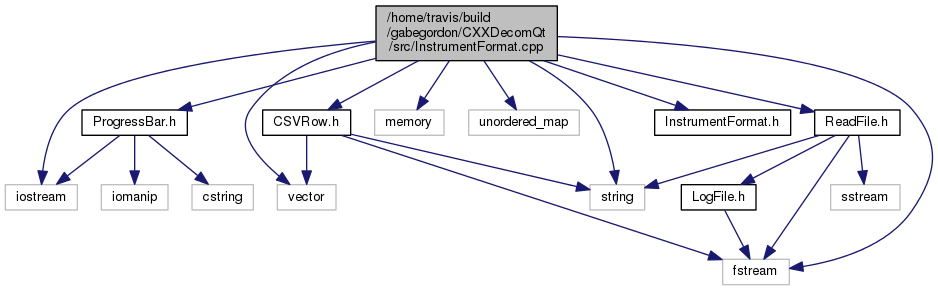 /home/travis/build
/gabegordon/CXXDecomQt
/src/InstrumentFormat.cpp
ProgressBar.h
CSVRow.h
memory
unordered_map
InstrumentFormat.h
ReadFile.h
iostream
iomanip
cstring
vector
string
LogFile.h
sstream
fstream